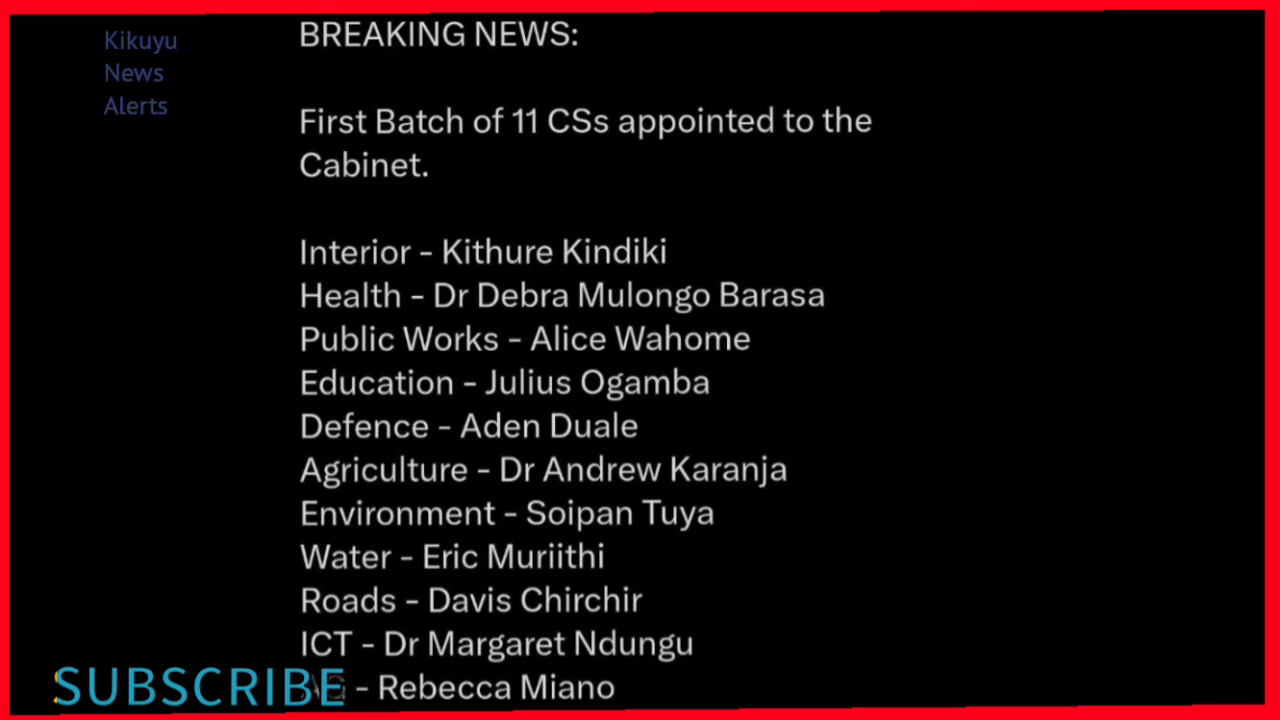 Kikuyu
News
Alerts
BREAKING NEWS:
First Batch of 11 CSs appointed to the
Cabinet.
Interior - Kithure Kindiki
Health - Dr Debra Mulongo Barasa
Public Works - Alice Wahome
Education - Julius Ogamba
Defence - Aden Duale
Agriculture - Dr Andrew Karanja
Environment - Soipan Tuya
Water - Eric Muriithi
Roads - Davis Chirchir
ICT - Dr Margaret Ndungu
AG - Rebecca Miano
SUBSCRIBE